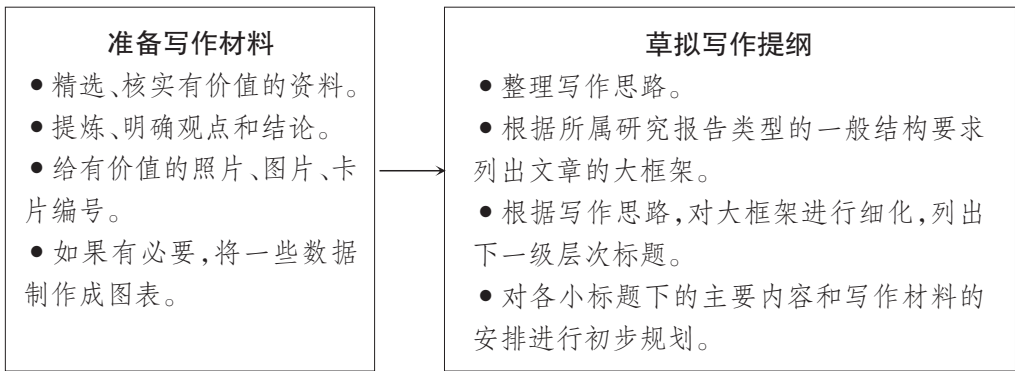 准备写作材料
●精选、核实有价值的资料。
●提炼、明确观点和结论。
●给有价值的照片、图片、卡
片编号。
●如果有必要,将一些数据
制作成图表。
草拟写作提纲
●整理写作思路。
●根据所属研究报告类型的一般结构要求
列出文章的大框架。
●根据写作思路,对大框架进行细化,列出
下一级层次标题。
●对各小标题下的主要内容和写作材料的
安排进行初步规划。